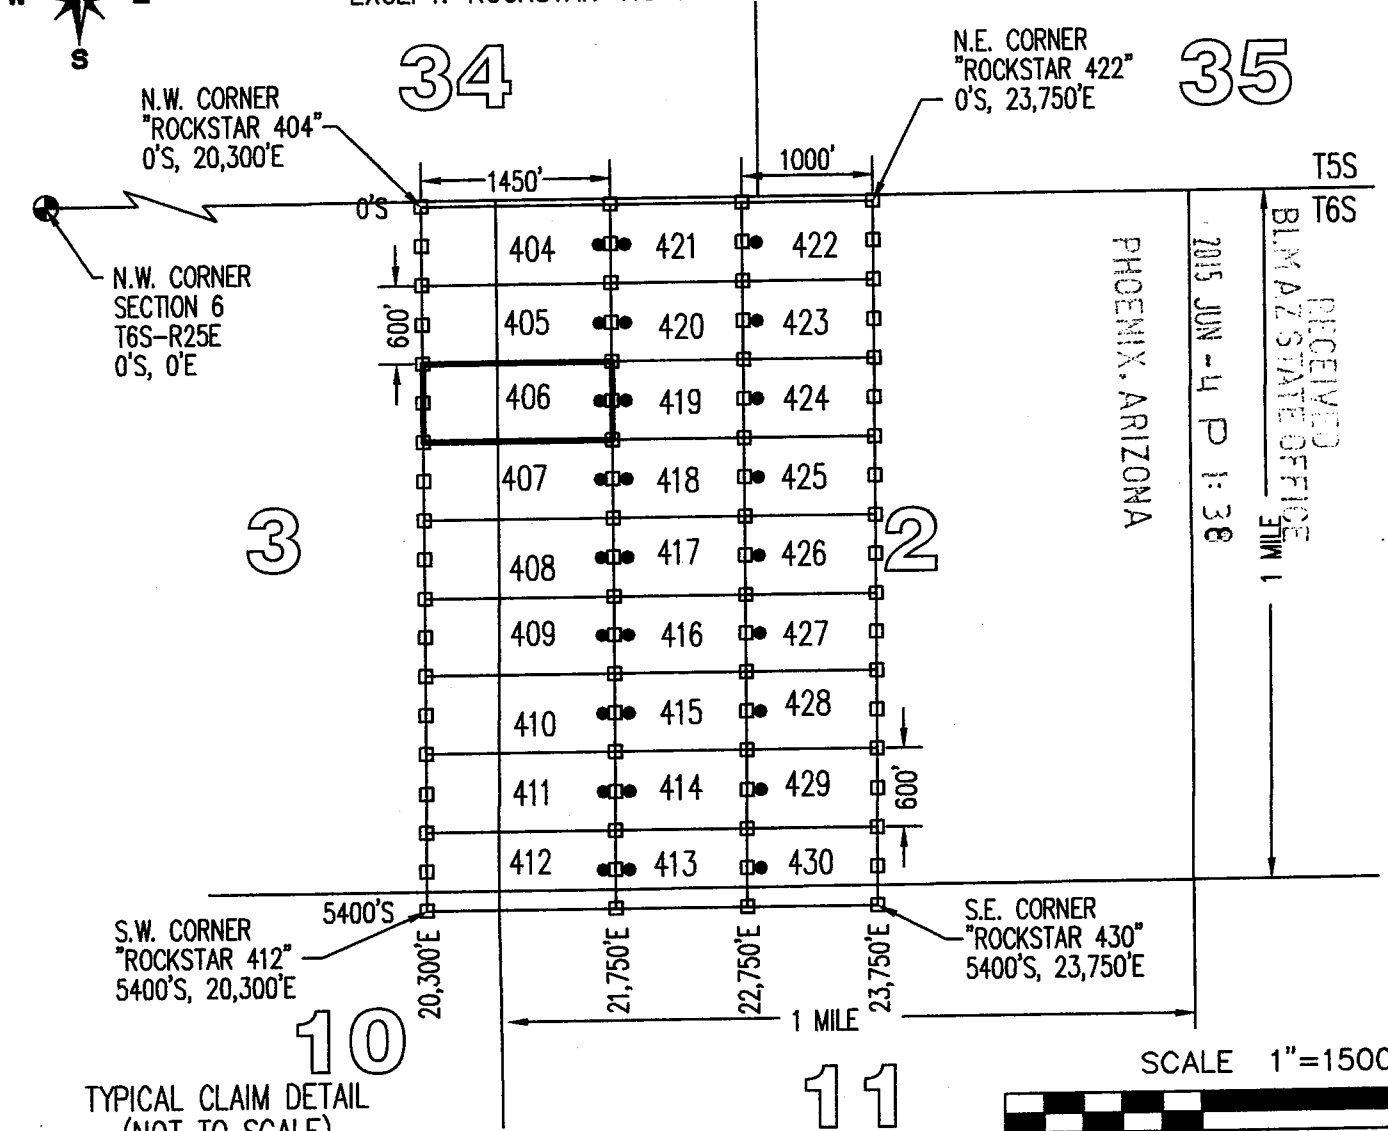 S
34
35
N.W. CORNER
"ROCKSTAR 404"
0'S, 20,300'E
N.E. CORNER
"ROCKSTAR 422"
0'S, 23,750'E
1450'
1000'
T5S
T6S
0'S
N.W. CORNER
SECTION 6
T6S-R25E
0'S, 0'E
600'
404 421 422
405 420 423
406 419 424
407 418 425
408 417 426
409 416 427
410 415 428
411 414 429
412 413 430
3
2
600'
1 MILE
RECEIVED
BLM AZ STATE OFFICE
2015 JUN -4 P 1:38
PHOENIX, ARIZONA
5400'S
S.W. CORNER
"ROCKSTAR 412"
5400'S, 20,300'E
S.E. CORNER
"ROCKSTAR 430"
5400'S, 23,750'E
20,300'E
21,750'E
22,750'E
23,750'E
1 MILE
10
11
SCALE 1"=1500
TYPICAL CLAIM DETAIL
(NOT TO SCALE)